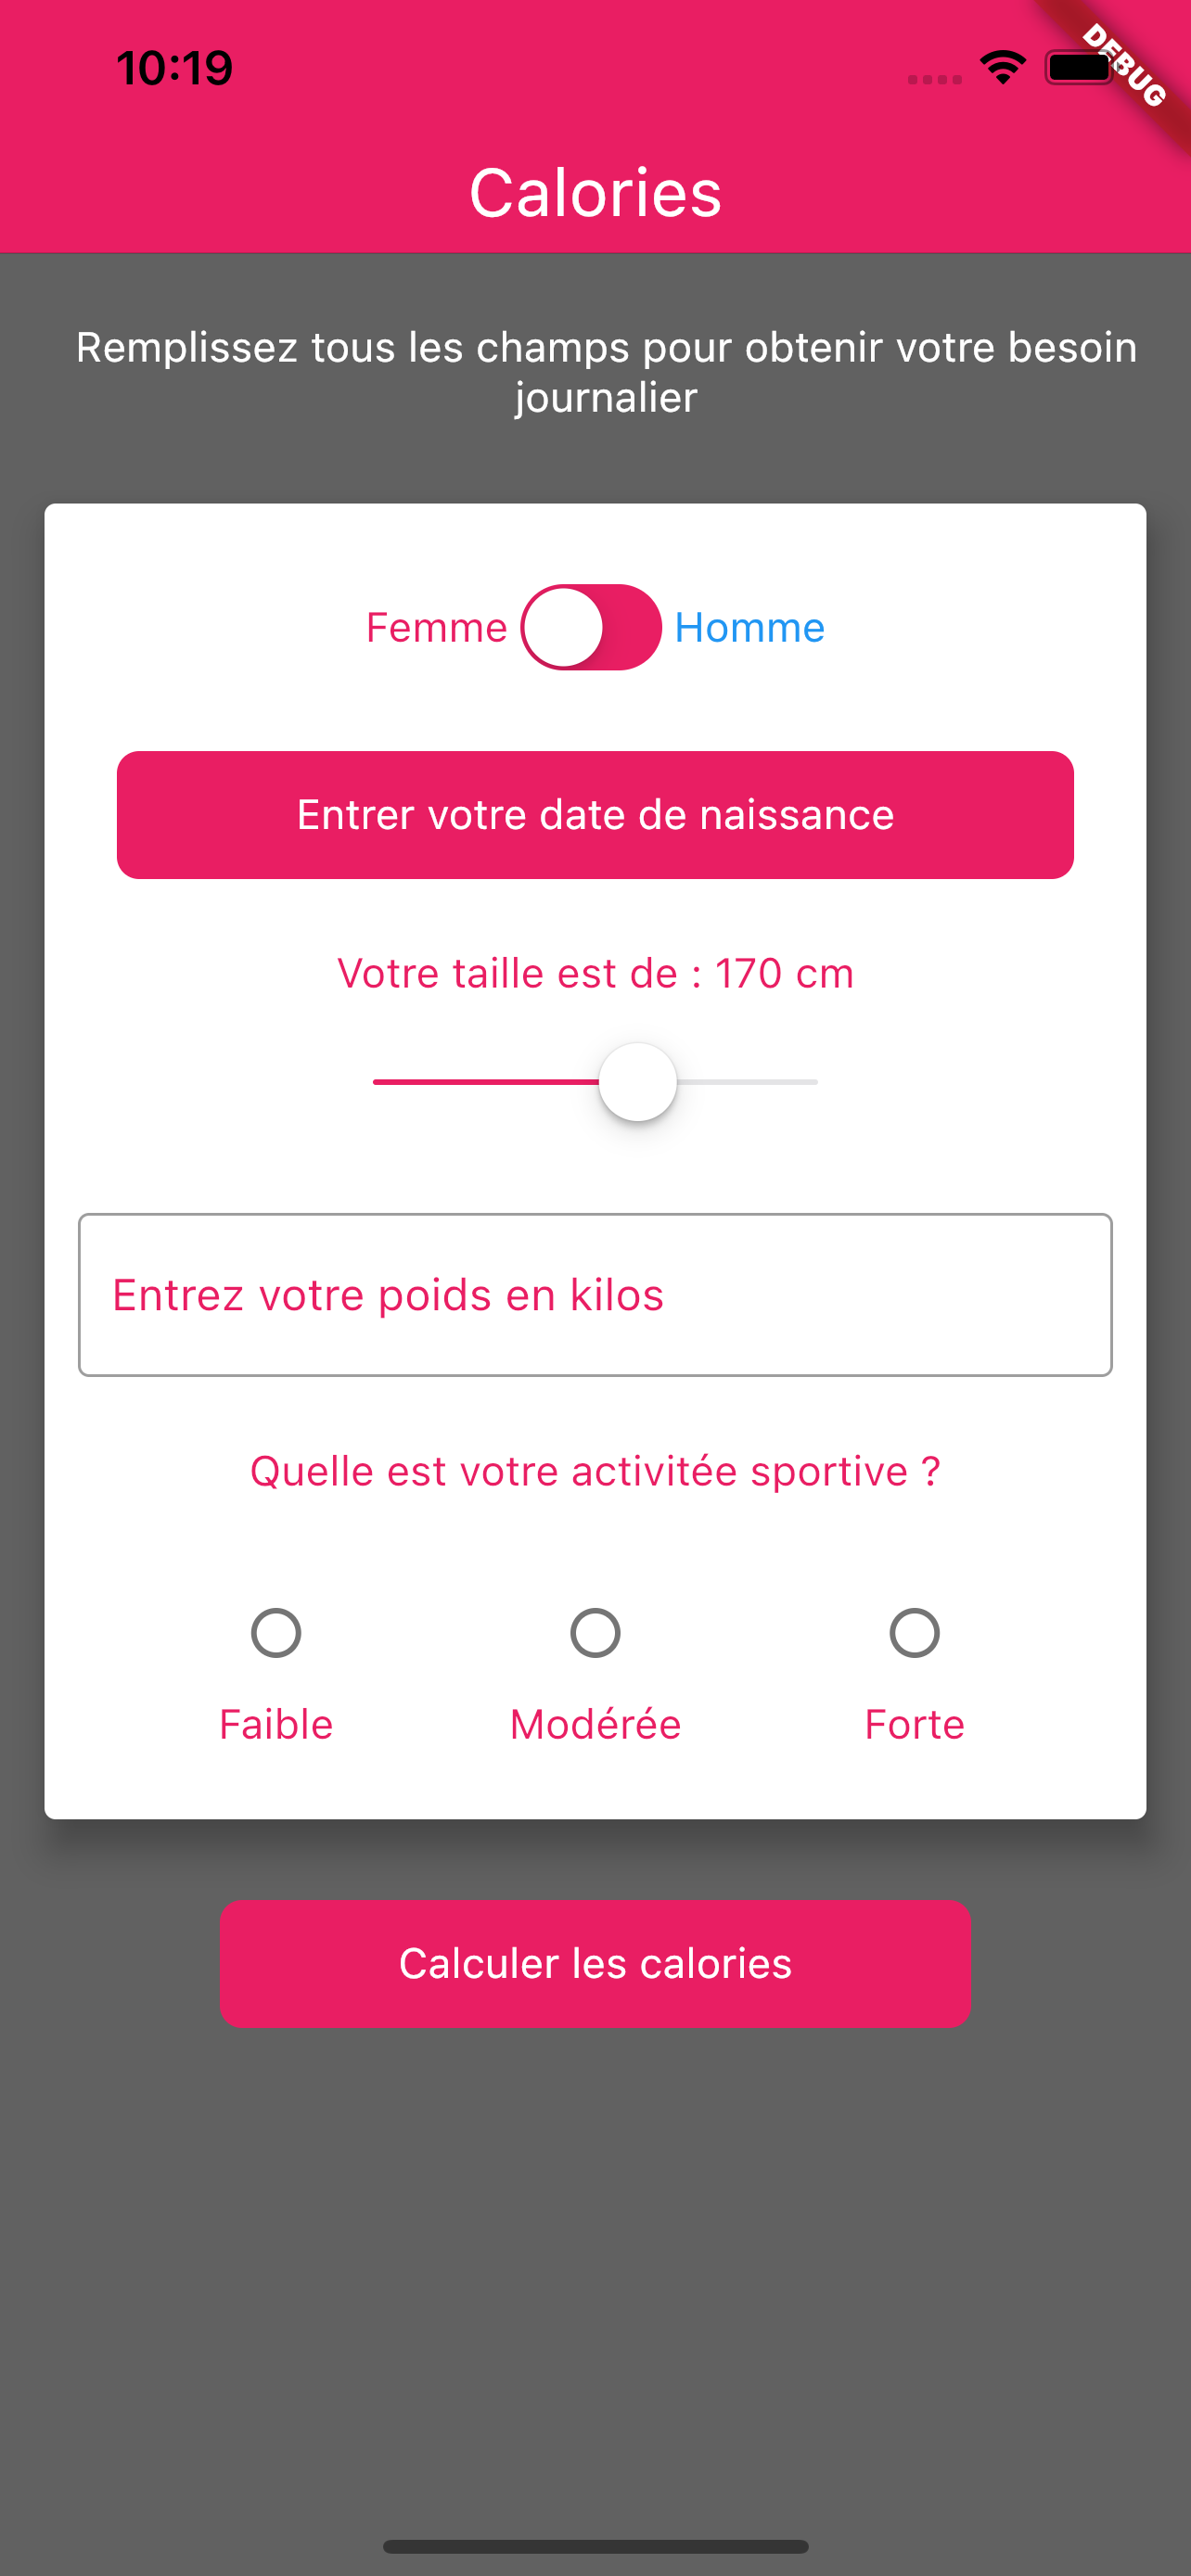 10:19
DEBUG
Calories
Remplissez tous les champs pour obtenir votre besoin
journalier
Femme Homme
Entrer votre date de naissance
Votre taille est de : 170 cm
Entrez votre poids en kilos
Quelle est votre activitée sportive ?
Faible Modérée Forte
Calculer les calories